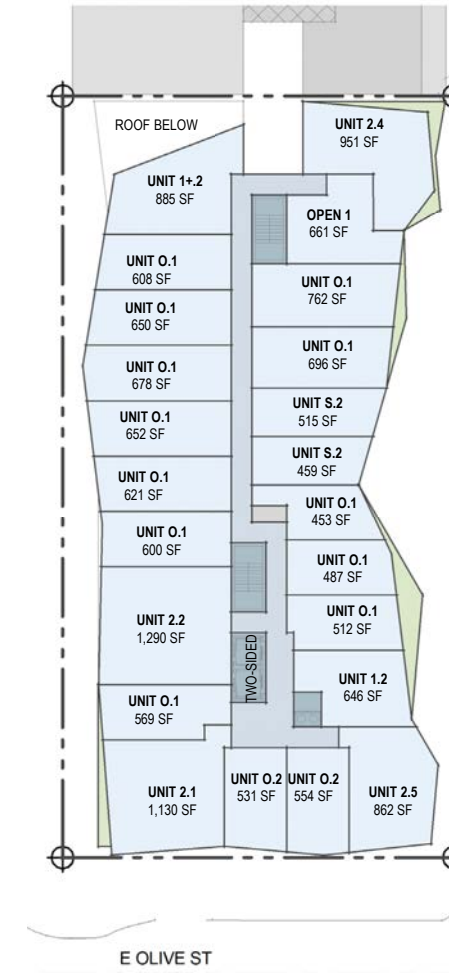 ROOF BELOW
UNIT 2.4
951 SF
UNIT 1+.2
885 SF
OPEN 1
661 SF
UNIT O.1
608 SF
UNIT O.1
762 SF
UNIT O.1
650 SF
UNIT O.1
696 SF
UNIT O.1
678 SF
UNIT S.2
515 SF
UNIT O.1
652 SF
UNIT S.2
459 SF
UNIT O.1
621 SF
UNIT O.1
453 SF
UNIT O.1
600 SF
UNIT O.1
487 SF
UNIT O.1
512 SF
UNIT 2.2
1,290 SF
TWO-SIDED
UNIT 1.2
646 SF
UNIT O.1
569 SF
UNIT 2.1
1,130 SF
UNIT O.2
531 SF
UNIT O.2
554 SF
UNIT 2.5
862 SF
E OLIVE ST